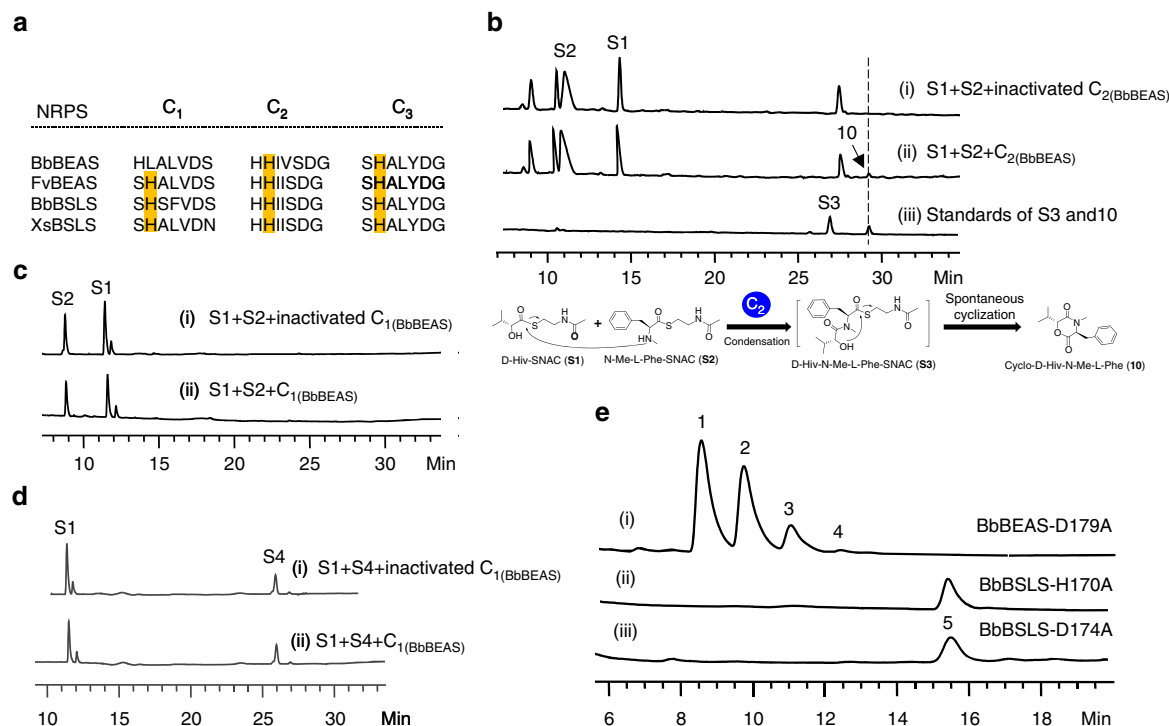 a
NRPS C1 C2 C3
BbBEAS HLALVDS HHIVSDG SHALYDG
FvBEAS SHALVDS HHIISDG SHALYDG
BbBSLS SHSFVDS HHIISDG SHALYDG
XsBSLS SHALVDN HHIISDG SHALYDG
b
S2 S1
(i) S1+S2+inactivated C2(BbBEAS)
10
(ii) S1+S2+C2(BbBEAS)
S3
(iii) Standards of S3 and10
10 15 20 25 30 Min
C2
Condensation
Spontaneous
cyclization
D-Hiv-SNAC (S1)
+
N-Me-L-Phe-SNAC (S2)
D-Hiv-N-Me-L-Phe-SNAC (S3)
Cyclo-D-Hiv-N-Me-L-Phe (10)
O S H N O OH
O S H N O HN
O S H N O N O OH
O N O O
c
S2 S1
(i) S1+S2+inactivated C1(BbBEAS)
(ii) S1+S2+C1(BbBEAS)
10 15 20 25 30 Min
d
S1
S4
(i) S1+S4+inactivated C1(BbBEAS)
(ii) S1+S4+C1(BbBEAS)
10 15 20 25 30 Min
e
1
2
3
4
(i) BbBEAS-D179A
(ii) BbBSLS-H170A
5
(iii) BbBSLS-D174A
6 8 10 12 14 16 18 Min